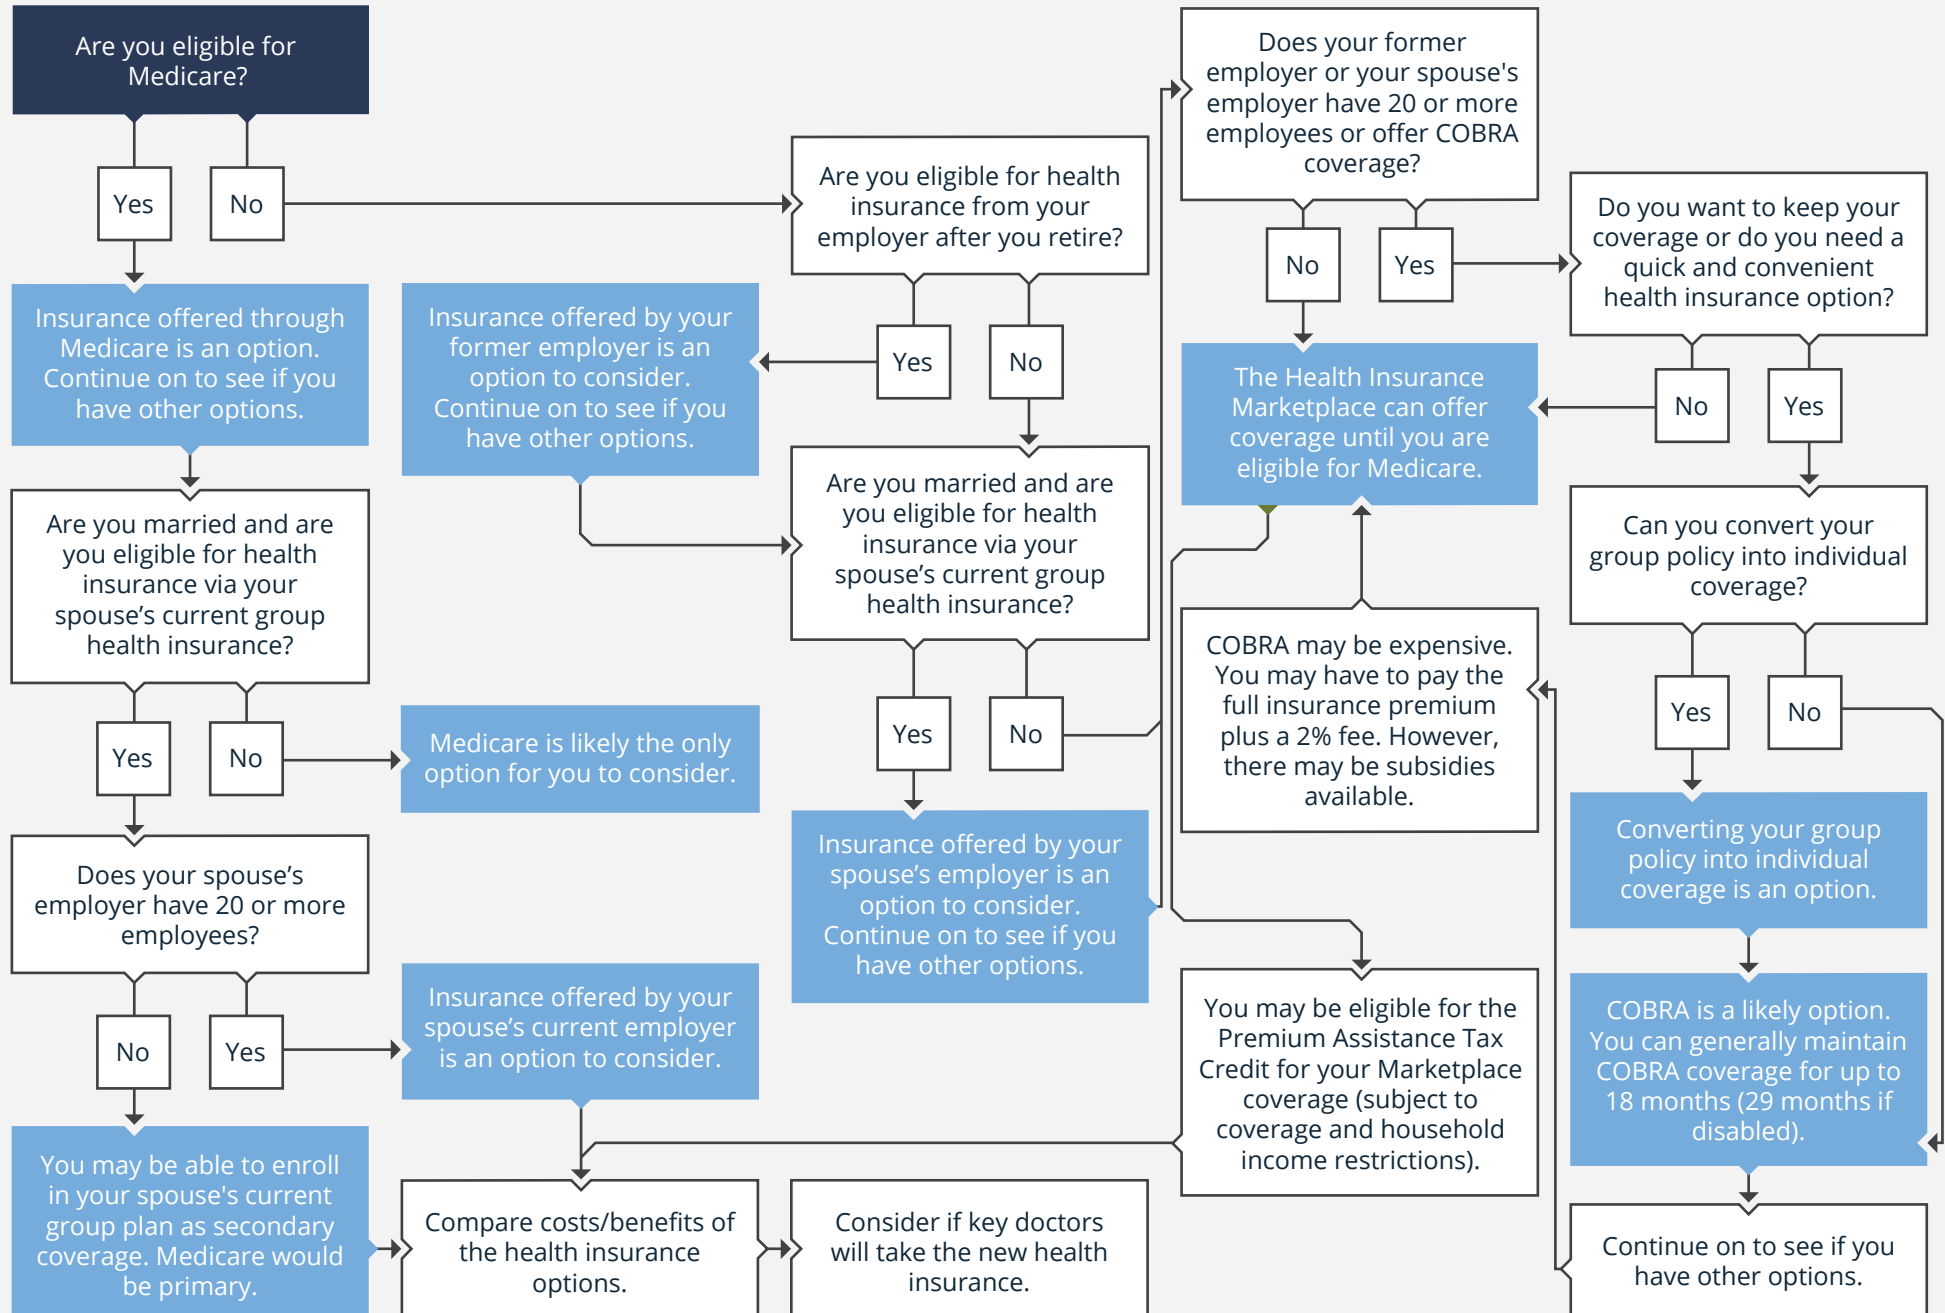 Are you eligible for
Medicare?
Yes
No
Insurance offered through
Medicare is an option.
Continue on to see if you
have other options.
Are you married and are
you eligible for health
insurance via your
spouse’s current group
health insurance?
Yes
No
Medicare is likely the only
option for you to consider.
Does your spouse’s
employer have 20 or more
employees?
No
Yes
Insurance offered by your
spouse’s current employer
is an option to consider.
You may be able to enroll
in your spouse's current
group plan as secondary
coverage. Medicare would
be primary.
Compare costs/benefits of
the health insurance
options.
Consider if key doctors
will take the new health
insurance.
Are you eligible for health
insurance from your
employer after you retire?
Yes
No
Insurance offered by your
former employer is an
option to consider.
Continue on to see if you
have other options.
Are you married and are
you eligible for health
insurance via your
spouse’s current group
health insurance?
Yes
No
Insurance offered by your
spouse’s employer is an
option to consider.
Continue on to see if you
have other options.
Does your former
employer or your spouse's
employer have 20 or more
employees or offer COBRA
coverage?
No
Yes
The Health Insurance
Marketplace can offer
coverage until you are
eligible for Medicare.
COBRA may be expensive.
You may have to pay the
full insurance premium
plus a 2% fee. However,
there may be subsidies
available.
You may be eligible for the
Premium Assistance Tax
Credit for your Marketplace
coverage (subject to
coverage and household
income restrictions).
Do you want to keep your
coverage or do you need a
quick and convenient
health insurance option?
No
Yes
Can you convert your
group policy into individual
coverage?
Yes
No
Converting your group
policy into individual
coverage is an option.
COBRA is a likely option.
You can generally maintain
COBRA coverage for up to
18 months (29 months if
disabled).
Continue on to see if you
have other options.